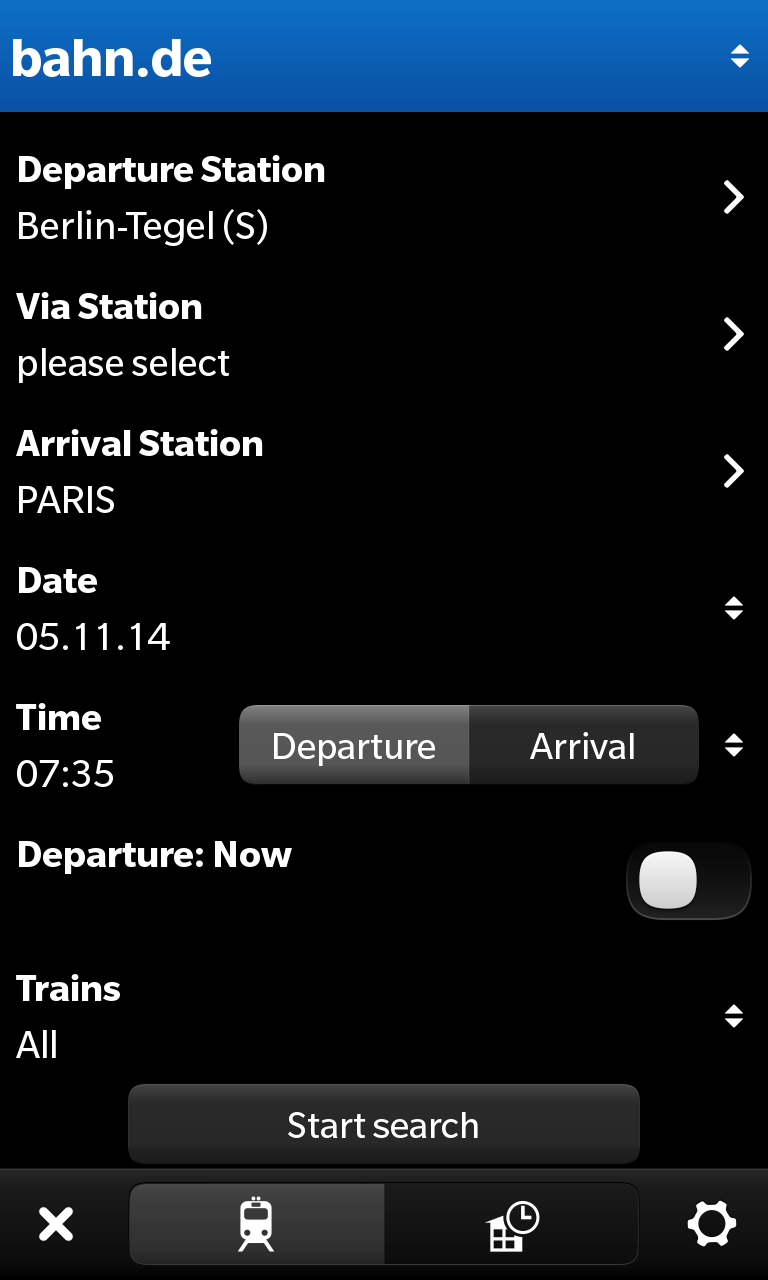 bahn.de
Departure Station
Berlin-Tegel (S)
Via Station
please select
Arrival Station
PARIS
Date
05.11.14
Time
07:35
Departure
Arrival
Departure: Now
Trains
All
Start search